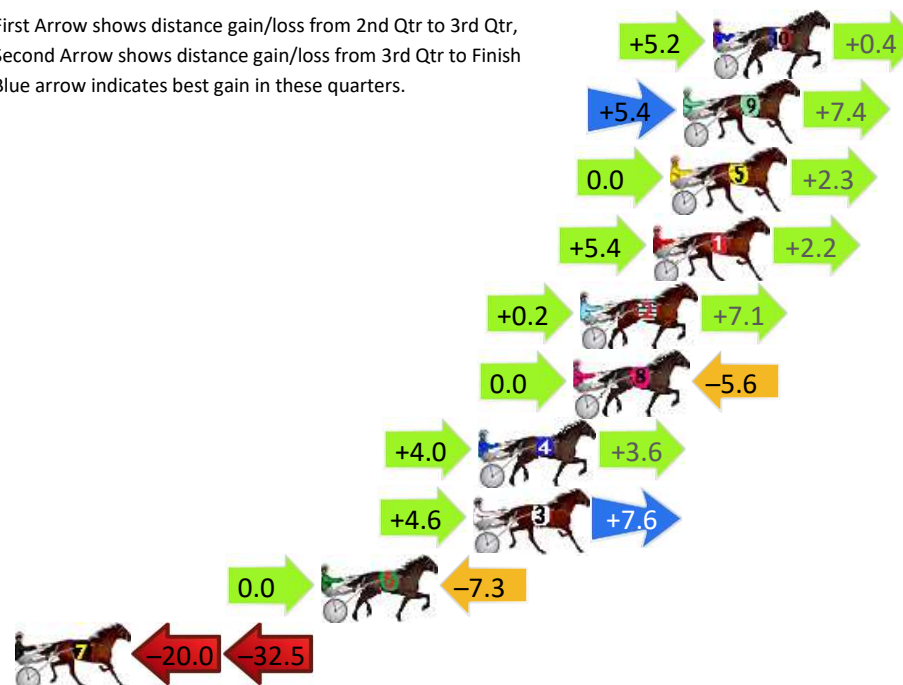 First Arrow shows distance gain/loss from 2nd Qtr to 3rd Qtr,
Second Arrow shows distance gain/loss from 3rd Qtr to Finish
Blue arrow indicates best gain in these quarters.
+5.2 10 +0.4
+5.4 9 +7.4
0.0 5 +2.3
+5.4 1 +2.2
+0.2 2 +7.1
0.0 8 –5.6
+4.0 4 +3.6
+4.6 3 +7.6
0.0 6 –7.3
7 –20.0 –32.5